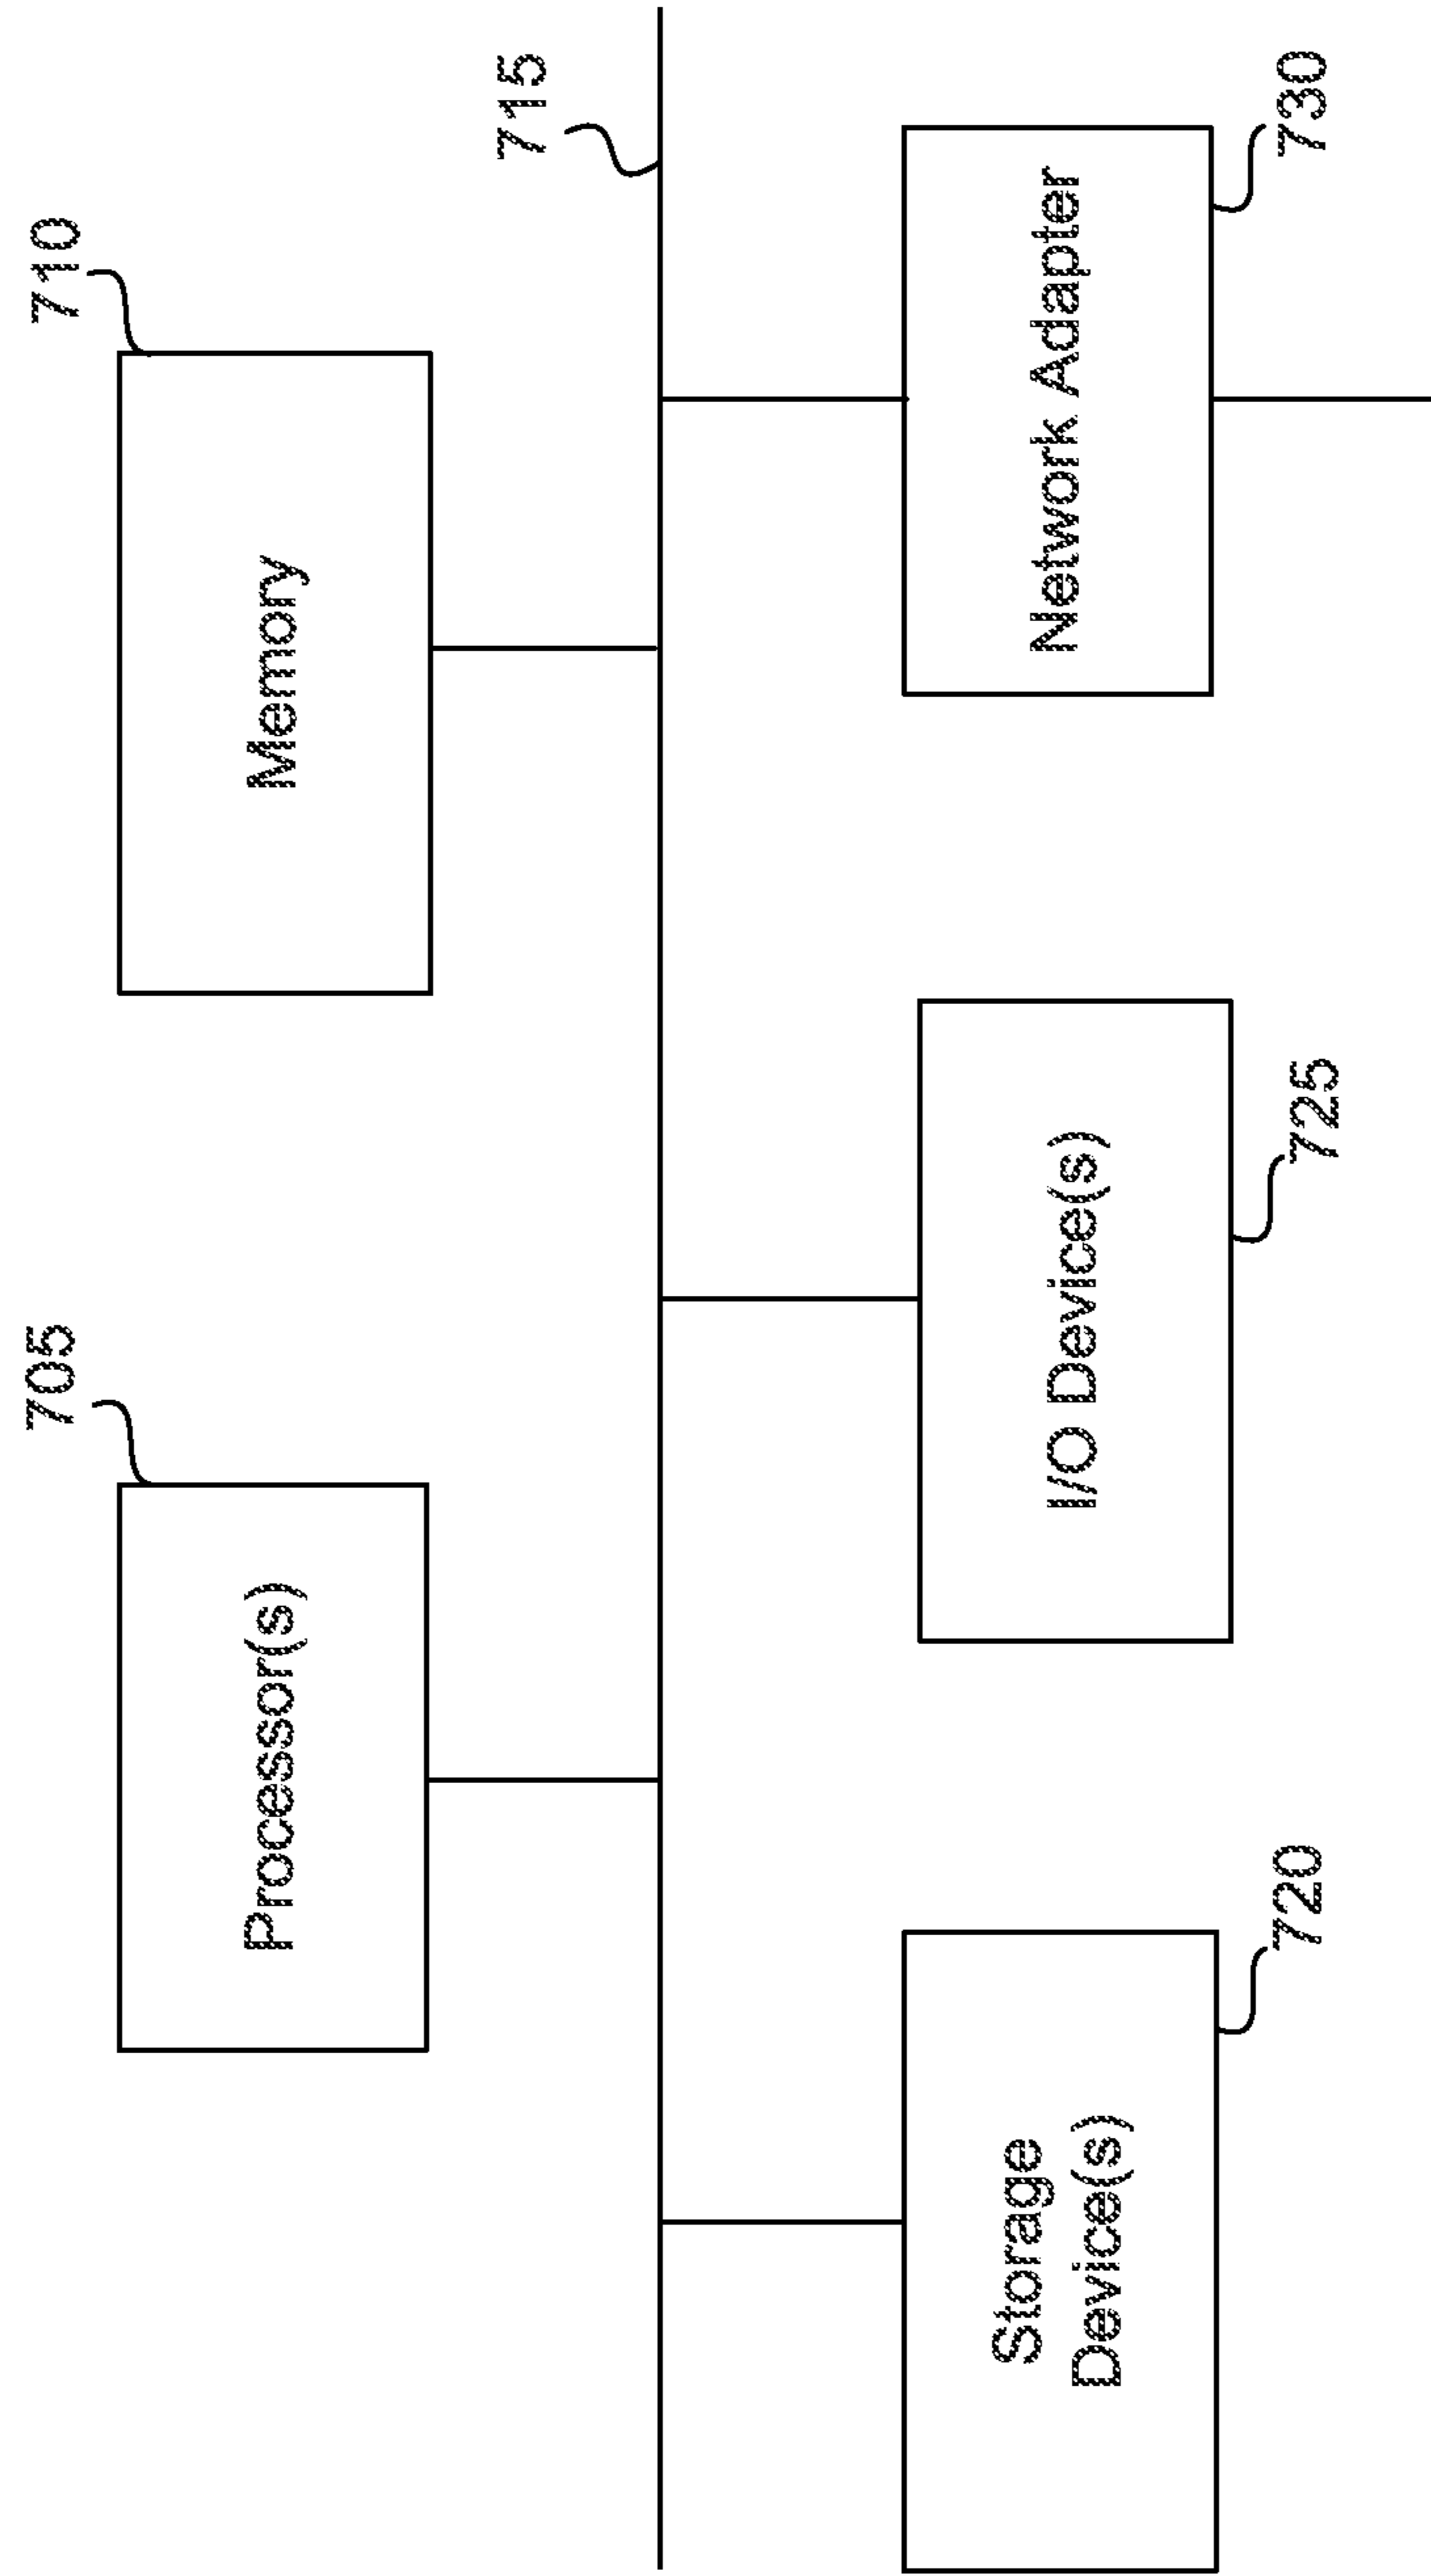 705
710
Processor(s)
Memory
715
Storage
Device(s)
I/O Device(s)
Network Adapter
720
725
730